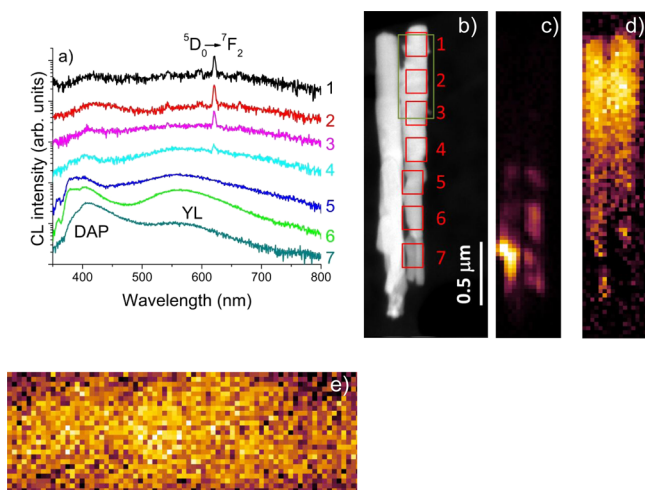 a)
⁵D₀→⁷F₂
CL intensity (arb. units)
1
2
3
4
5
6
7
DAP
YL
400
500
600
700
800
Wavelength (nm)
b)
1
2
3
4
5
6
7
0.5 μm
c)
d)
e)